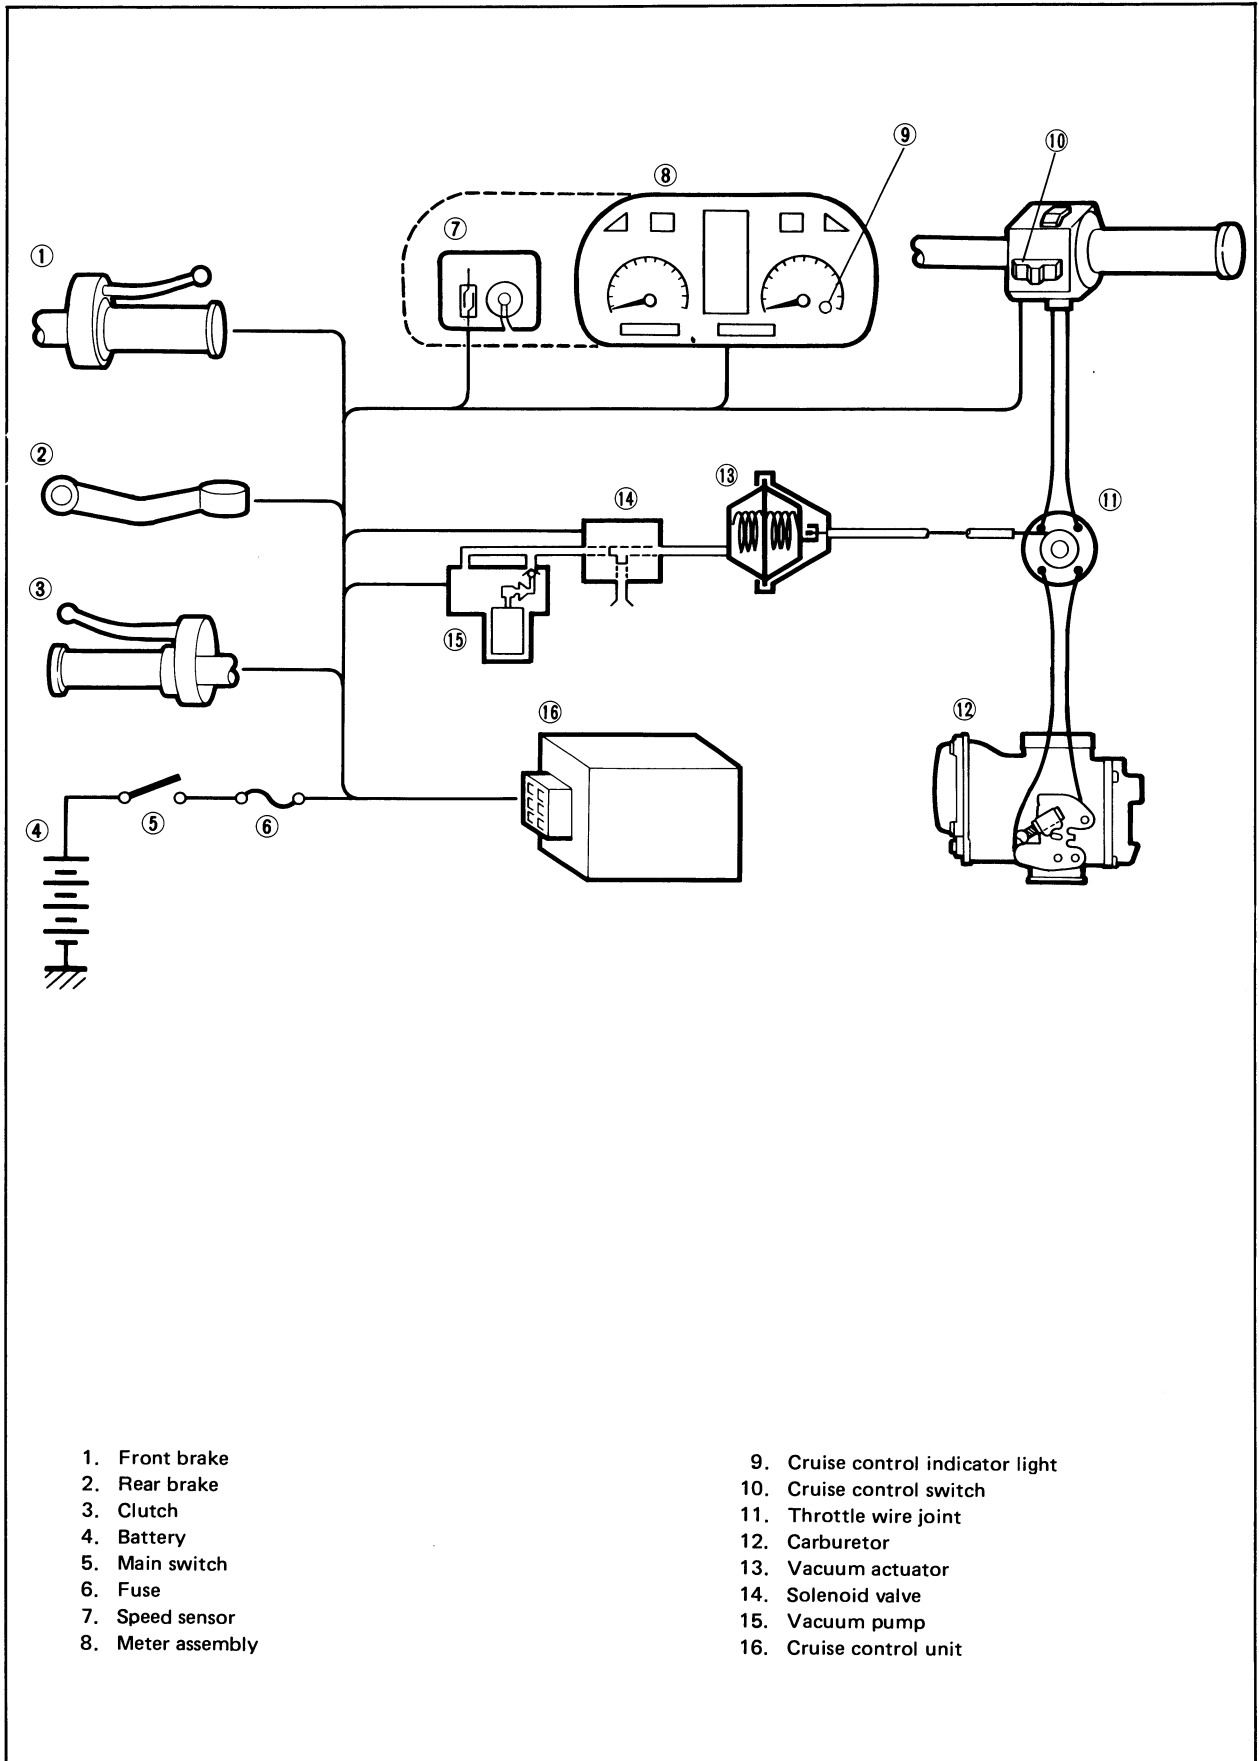 ⑨
⑩
⑧
⑦
①
②
⑬
⑭
⑪
③
⑮
⑯
⑫
④
⑤
⑥
1. Front brake
2. Rear brake
3. Clutch
4. Battery
5. Main switch
6. Fuse
7. Speed sensor
8. Meter assembly
9. Cruise control indicator light
10. Cruise control switch
11. Throttle wire joint
12. Carburetor
13. Vacuum actuator
14. Solenoid valve
15. Vacuum pump
16. Cruise control unit